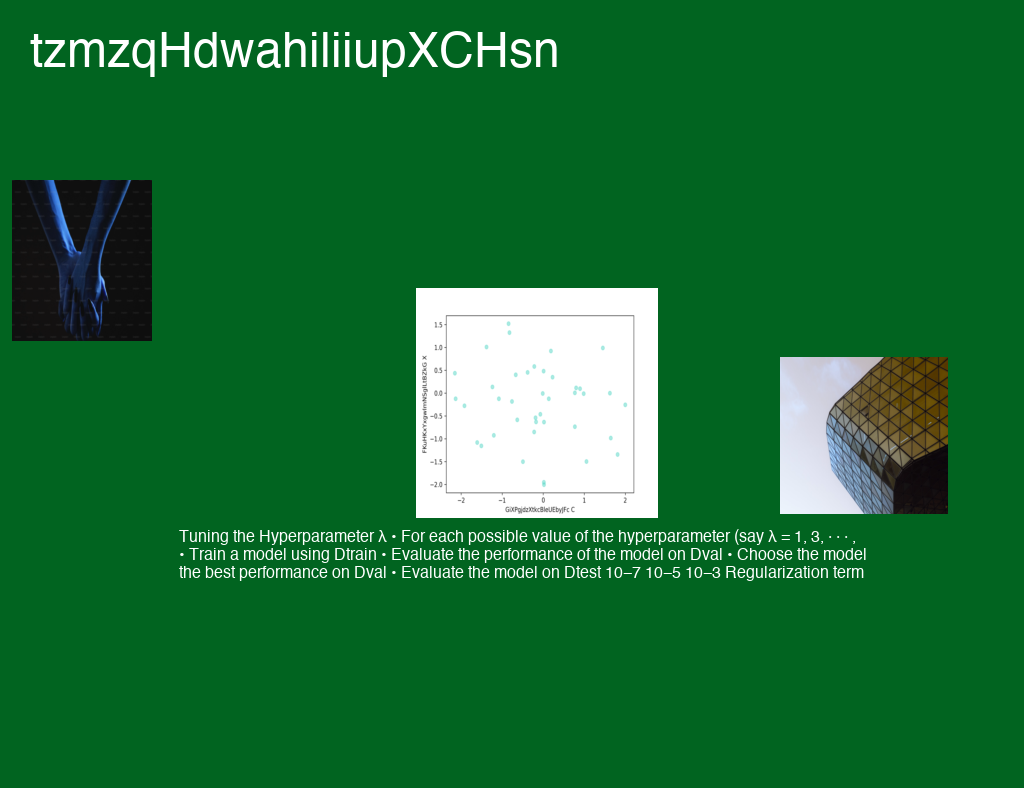 tzmzqHdwahiliiupXCHsn
1.5
1.0
0.5
0.0
−0.5
−1.0
−1.5
−2.0
−2 −1 0 1 2
Tuning the Hyperparameter λ • For each possible value of the hyperparameter (say λ = 1, 3, · · · ,
• Train a model using Dtrain • Evaluate the performance of the model on Dval • Choose the model
the best performance on Dval • Evaluate the model on Dtest 10−7 10−5 10−3 Regularization term